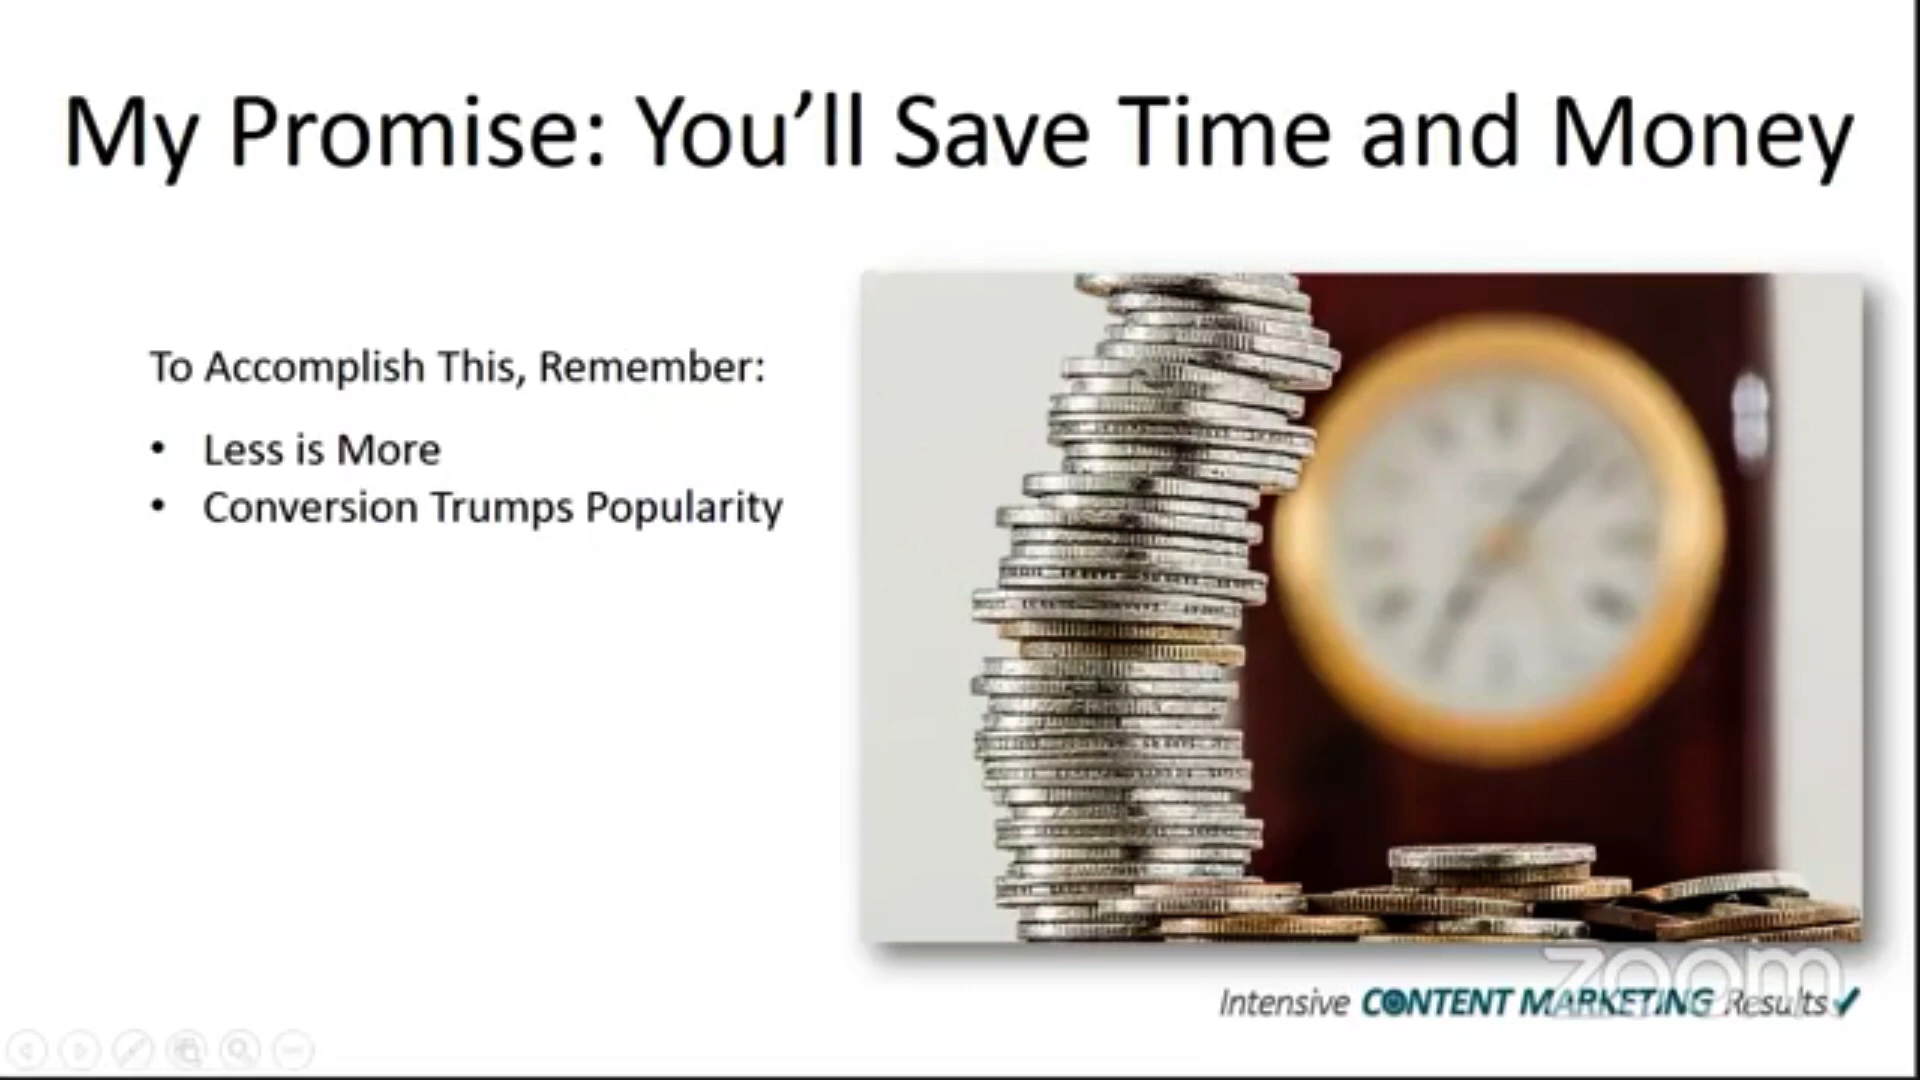 My Promise: You’ll Save Time and Money
To Accomplish This, Remember:
• Less is More
• Conversion Trumps Popularity
zoom
Intensive CONTENT MARKETING Results